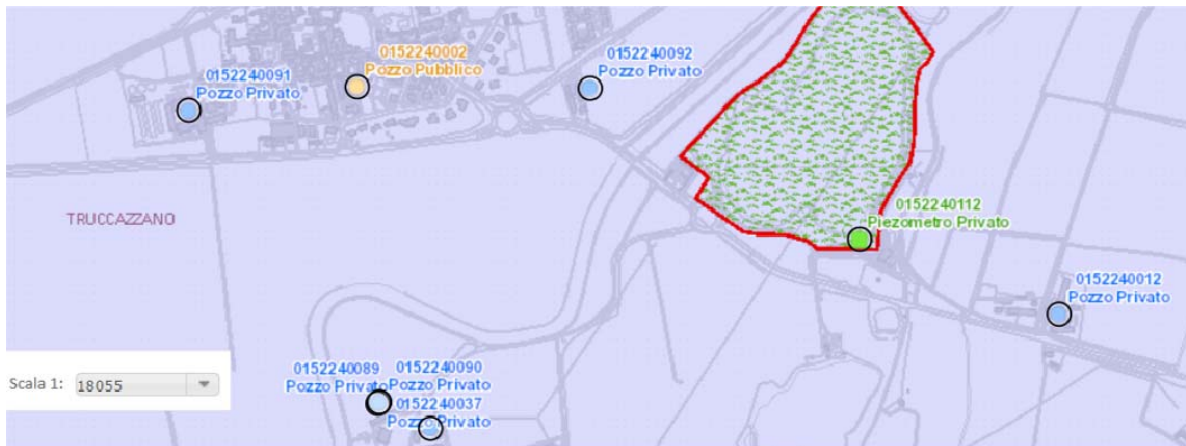 0152240091
Pozzo Privato
0152240002
Pozzo Pubblico
0152240092
Pozzo Privato
TRUCCAZZANO
0152240112
Piezometro Privato
0152240012
Pozzo Privato
Scala 1: 18055
0152240089
Pozzo Privato
0152240090
Pozzo Privato
0152240037
Pozzo Privato